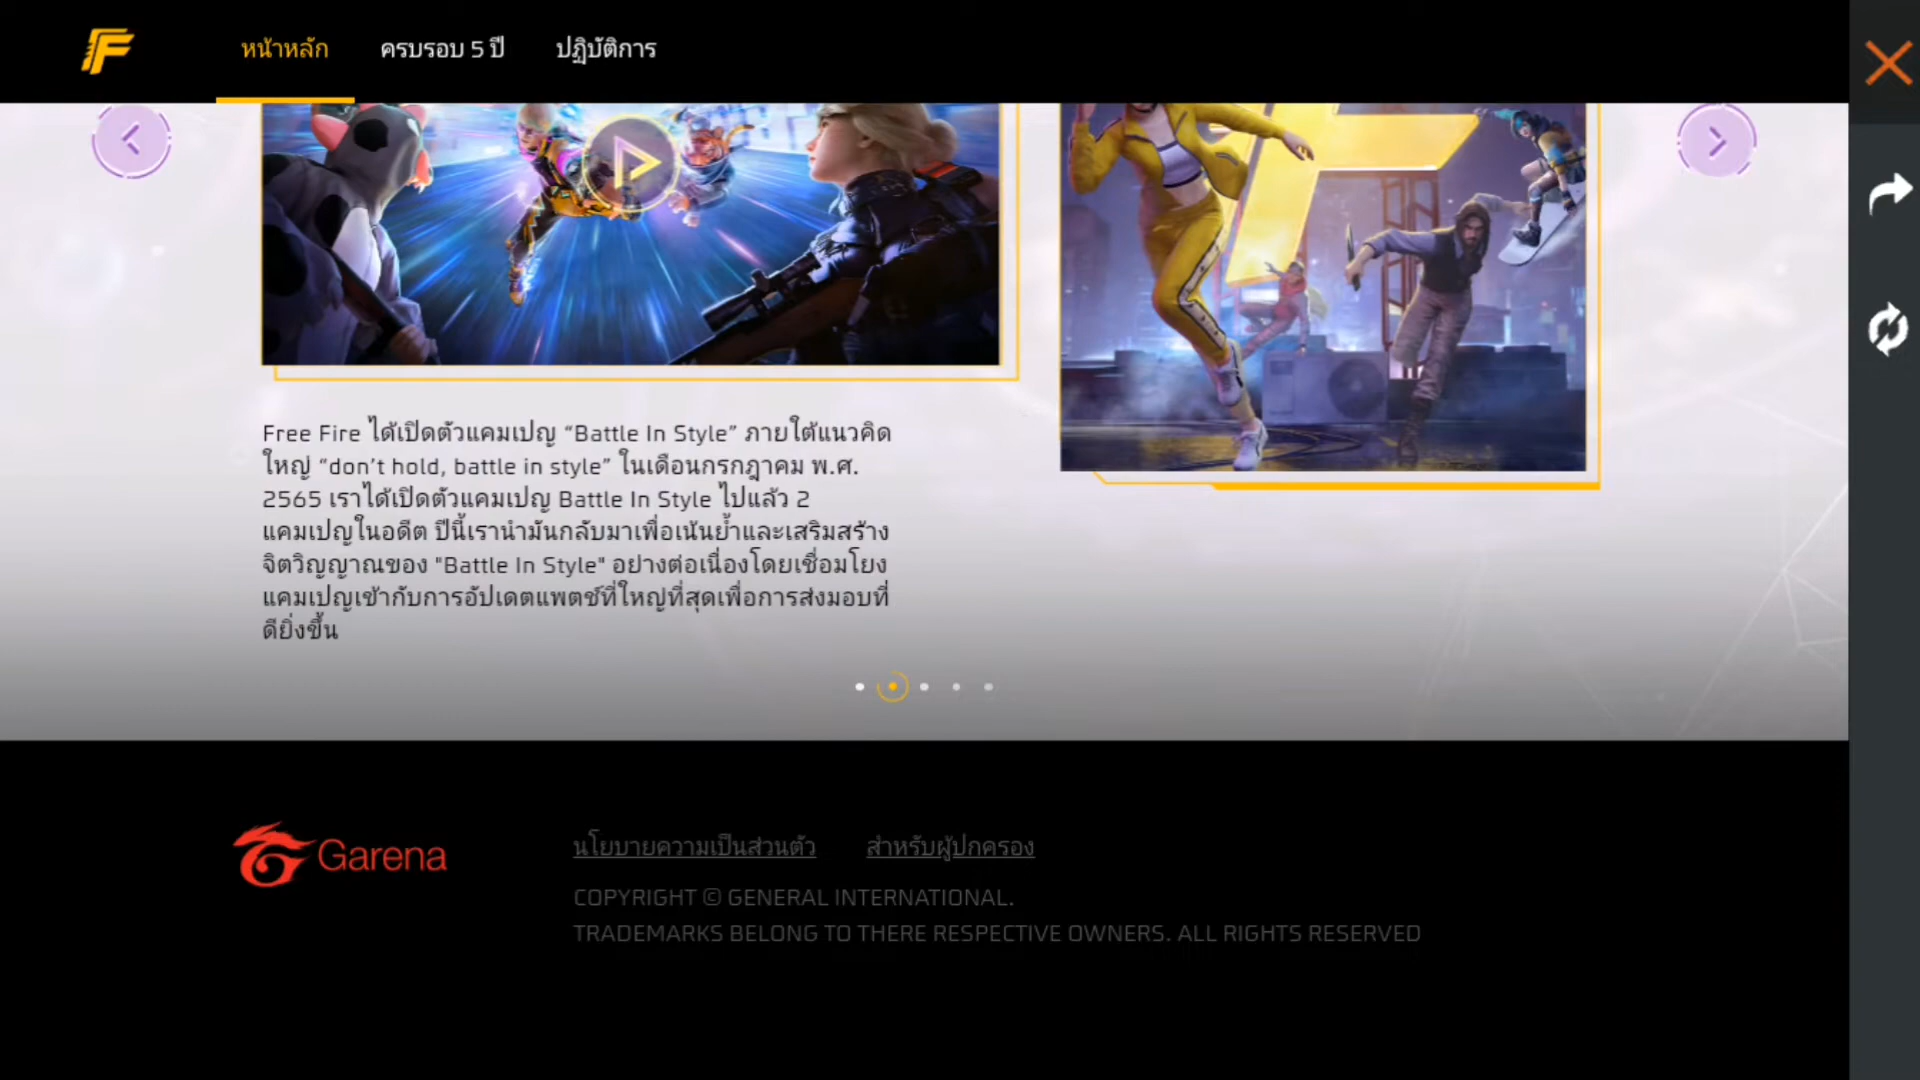 หน้าหลัก ครบรอบ 5 ปี ปฏิบัติการ
Free Fire ได้เปิดตัวแคมเปญ “Battle In Style” ภายใต้แนวคิด
ใหญ่ “don’t hold, battle in style” ในเดือนกรกฎาคม พ.ศ.
2565 เราได้เปิดตัวแคมเปญ Battle In Style ไปแล้ว 2
แคมเปญในอดีต ปีนี้เรานำมันกลับมาเพื่อเน้นย้ำและเสริมสร้าง
จิตวิญญาณของ "Battle In Style" อย่างต่อเนื่องโดยเชื่อมโยง
แคมเปญเข้ากับการอัปเดตแพตช์ที่ใหญ่ที่สุดเพื่อการส่งมอบที่
ดียิ่งขึ้น
Garena
นโยบายความเป็นส่วนตัว สำหรับผู้ปกครอง
COPYRIGHT © GENERAL INTERNATIONAL.
TRADEMARKS BELONG TO THERE RESPECTIVE OWNERS. ALL RIGHTS RESERVED